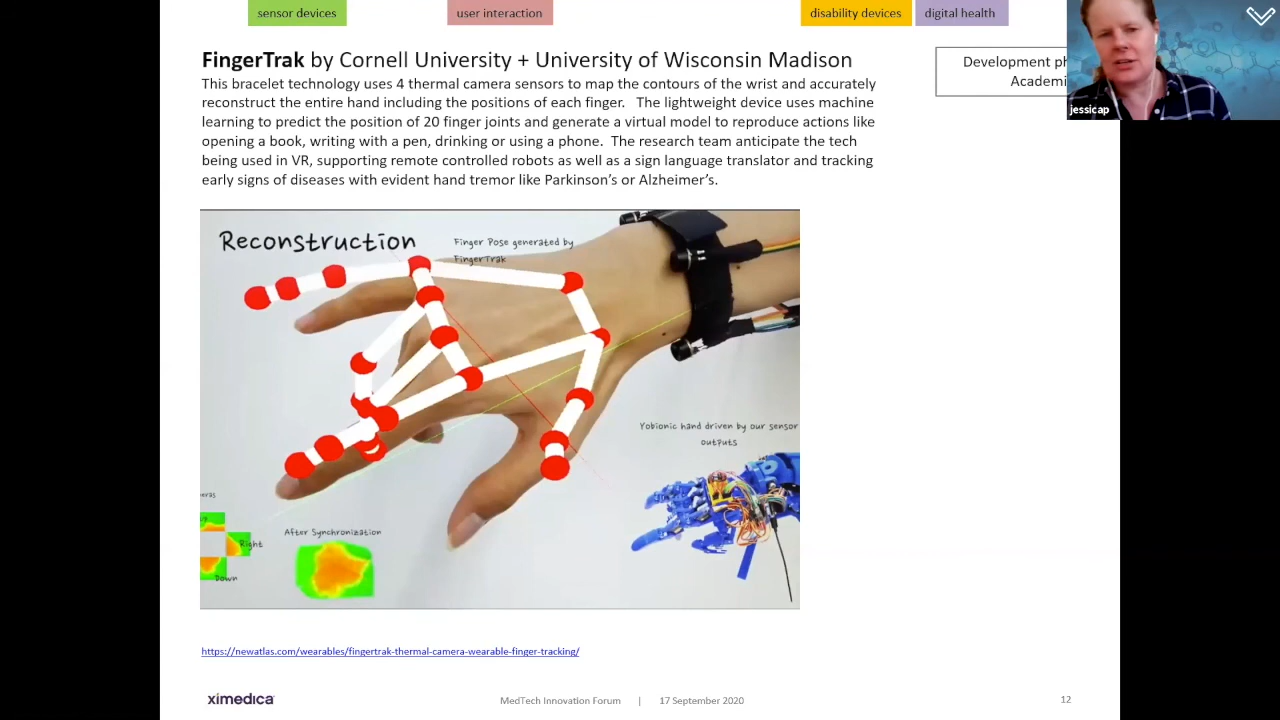 sensor devices
user interaction
disability devices
digital health
FingerTrak by Cornell University + University of Wisconsin Madison
This bracelet technology uses 4 thermal camera sensors to map the contours of the wrist and accurately
reconstruct the entire hand including the positions of each finger. The lightweight device uses machine
learning to predict the position of 20 finger joints and generate a virtual model to reproduce actions like
opening a book, writing with a pen, drinking or using a phone. The research team anticipate the tech
being used in VR, supporting remote controlled robots as well as a sign language translator and tracking
early signs of diseases with evident hand tremor like Parkinson's or Alzheimer's.
Development ph
Academi
jessicap
Reconstruction
Finger Pose generated by
FingerTrak
Yobionic hand driven by our sensor
outputs
eras
Right
Down
After Synchronization
https://newatlas.com/wearables/fingertrak-thermal-camera-wearable-finger-tracking/
ximedica
MedTech Innovation Forum | 17 September 2020
12